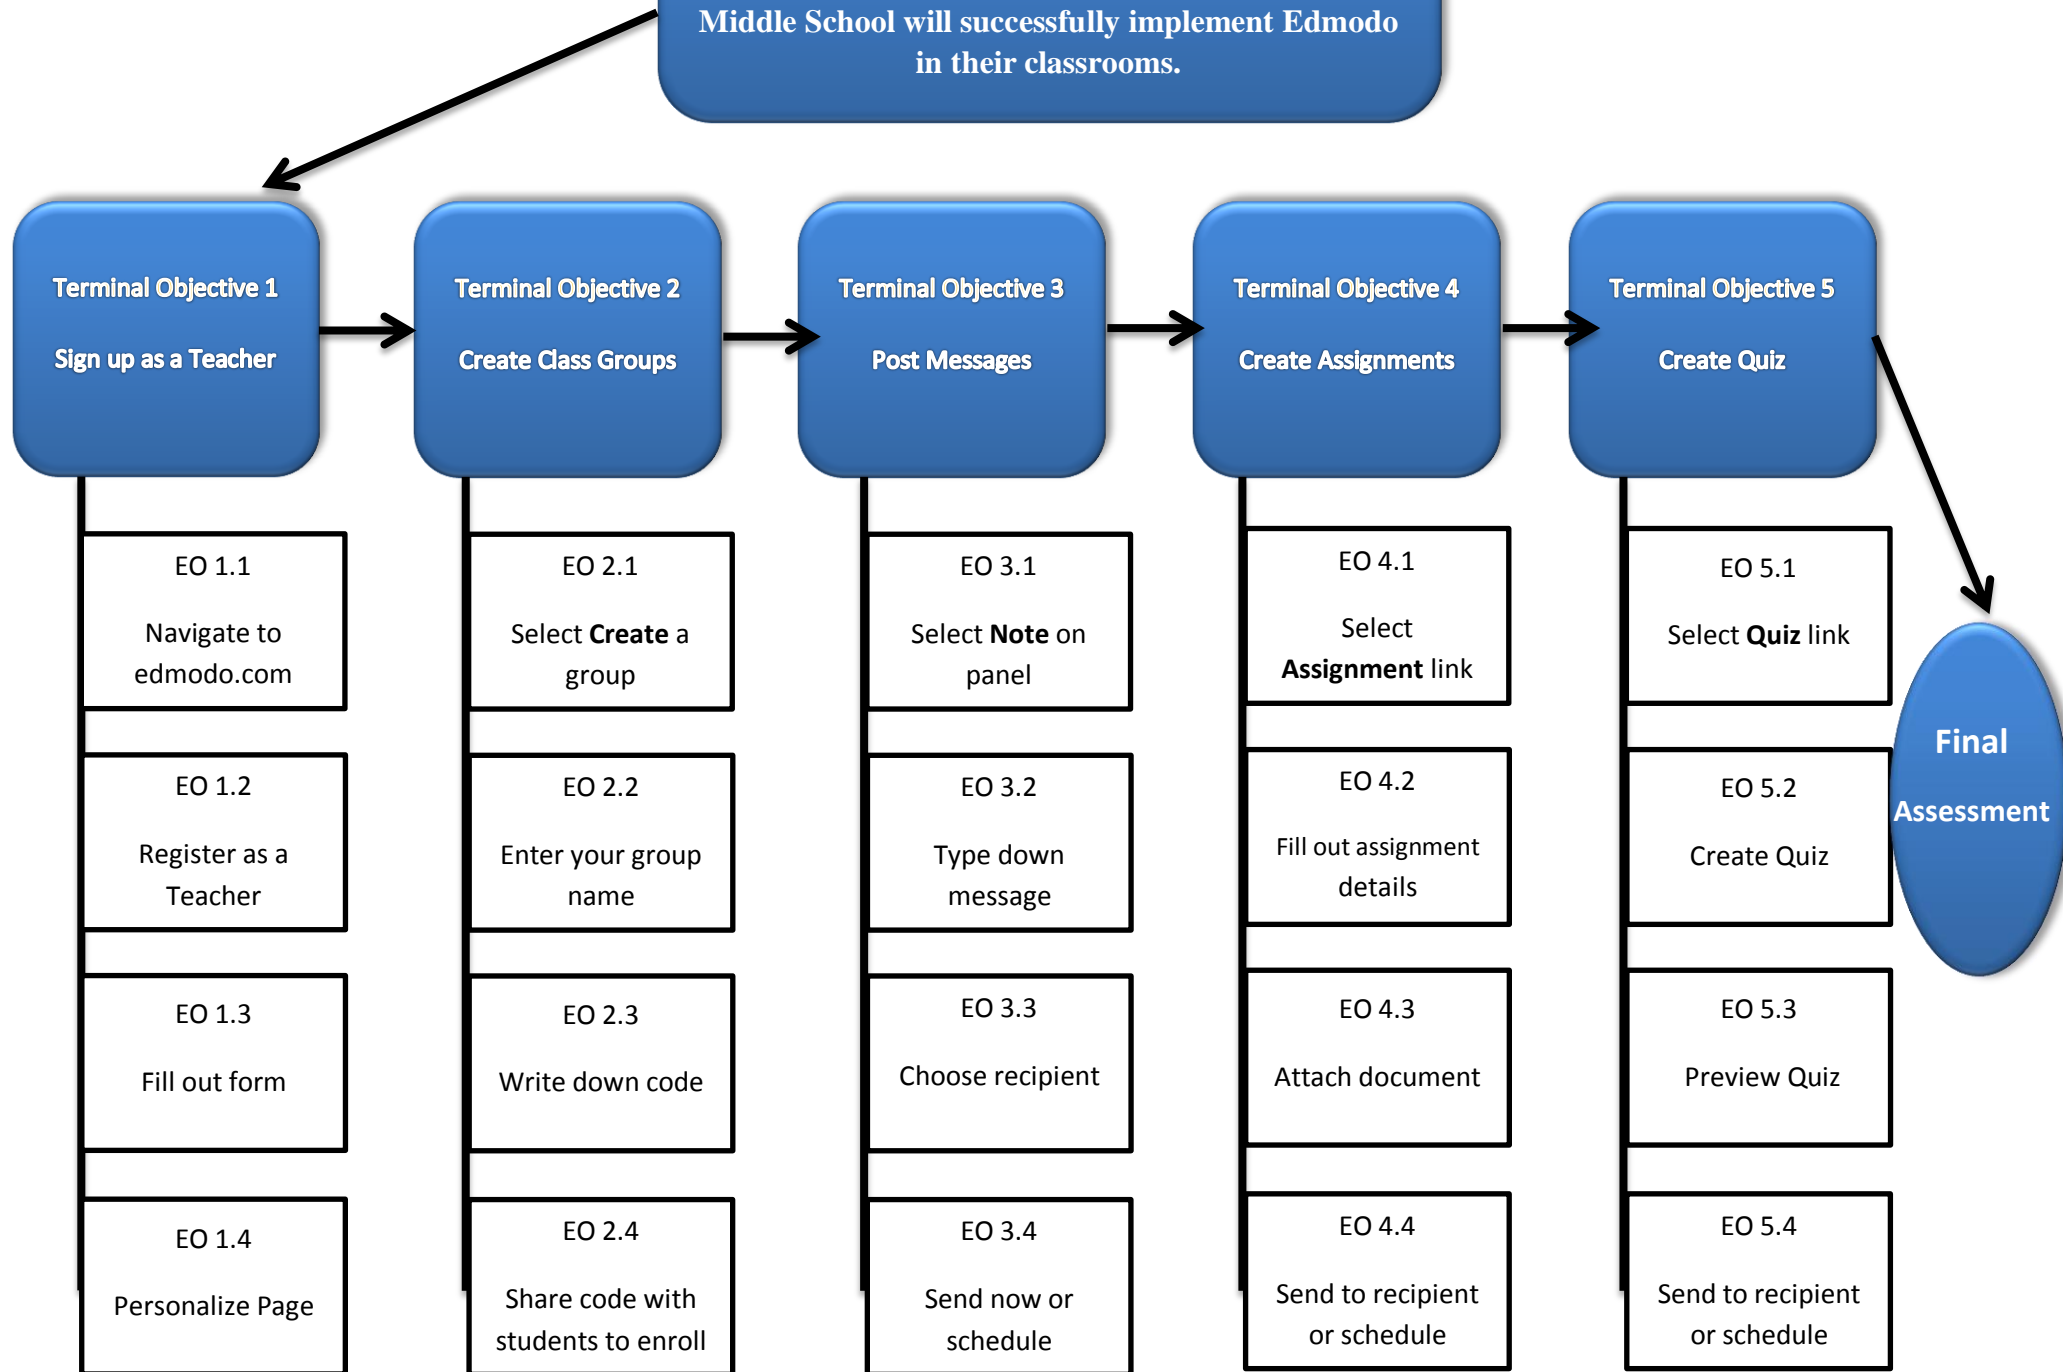 Middle School will successfully implement Edmodo
in their classrooms.
Terminal Objective 1
Sign up as a Teacher
Terminal Objective 2
Create Class Groups
Terminal Objective 3
Post Messages
Terminal Objective 4
Create Assignments
Terminal Objective 5
Create Quiz
EO 1.1
Navigate to
edmodo.com
EO 1.2
Register as a
Teacher
EO 1.3
Fill out form
EO 1.4
Personalize Page
EO 2.1
Select Create a
group
EO 2.2
Enter your group
name
EO 2.3
Write down code
EO 2.4
Share code with
students to enroll
EO 3.1
Select Note on
panel
EO 3.2
Type down
message
EO 3.3
Choose recipient
EO 3.4
Send now or
schedule
EO 4.1
Select
Assignment link
EO 4.2
Fill out assignment
details
EO 4.3
Attach document
EO 4.4
Send to recipient
or schedule
EO 5.1
Select Quiz link
EO 5.2
Create Quiz
EO 5.3
Preview Quiz
EO 5.4
Send to recipient
or schedule
Final
Assessment